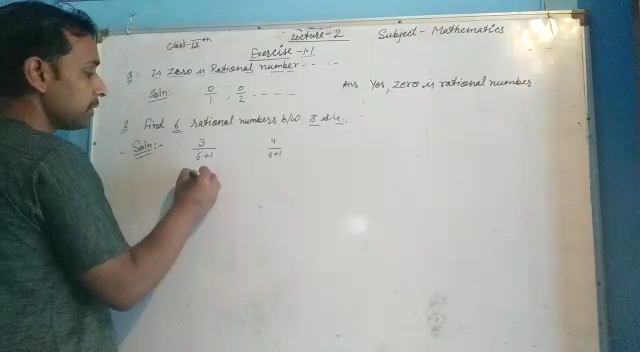 Class-IXth Lecture-2 Subject- Mathematics
Exercise-1.1
Q1. Is zero is Rational number - - - -
Soln: 0/1, 0/2 - - - - Ans Yes, zero is rational number
2. Find 6 rational numbers b/w 3 & 4.
- Soln:- 3/6+1 4/6+1